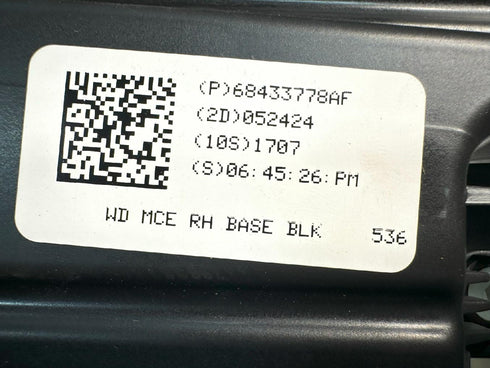 (P)68433778AF
(2D)052424
(10S)1707
(S)06:45:26:PM
WD MCE RH BASE BLK 536